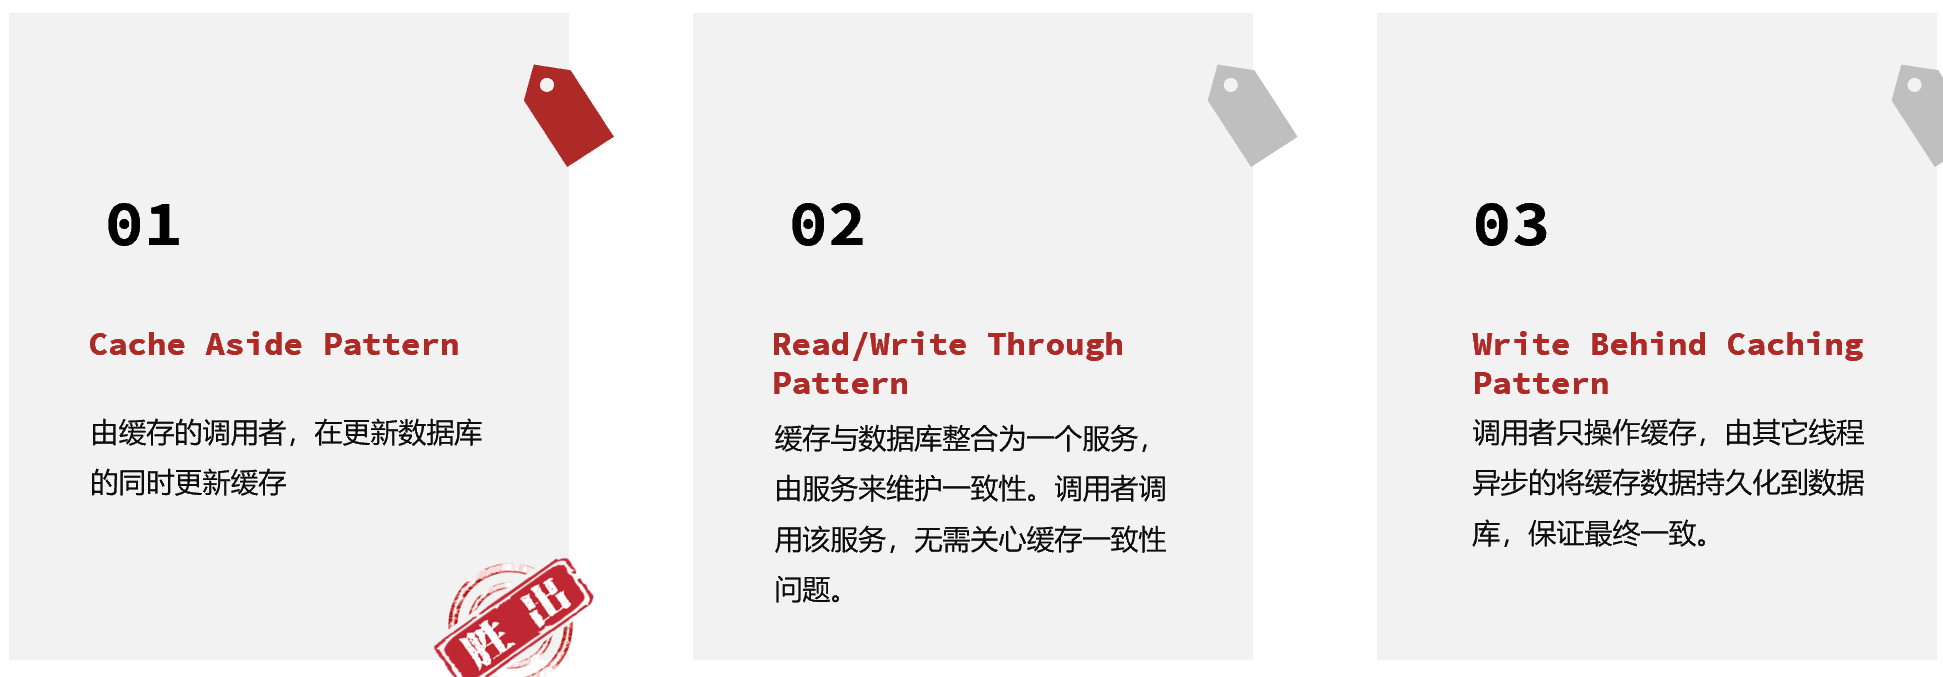 01
Cache Aside Pattern
由缓存的调用者，在更新数据库
的同时更新缓存
胜出
02
Read/Write Through
Pattern
缓存与数据库整合为一个服务，
由服务来维护一致性。调用者调
用该服务，无需关心缓存一致性
问题。
03
Write Behind Caching
Pattern
调用者只操作缓存，由其它线程
异步的将缓存数据持久化到数据
库，保证最终一致。